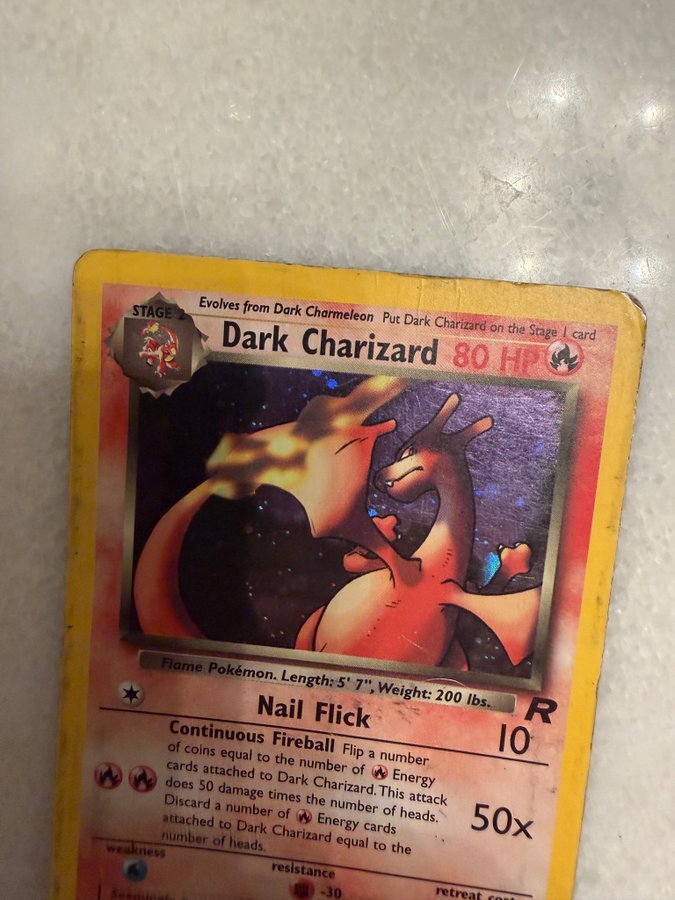 STAGE 2
Evolves from Dark Charmeleon Put Dark Charizard on the Stage 1 card
Dark Charizard 80 HP
Flame Pokémon. Length: 5' 7", Weight: 200 lbs.
R
Nail Flick 10
Continuous Fireball Flip a number
of coins equal to the number of Energy
cards attached to Dark Charizard. This attack
does 50 damage times the number of heads.
Discard a number of Energy cards
attached to Dark Charizard equal to the
number of heads.
50x
weakness
resistance
retreat cost
-30